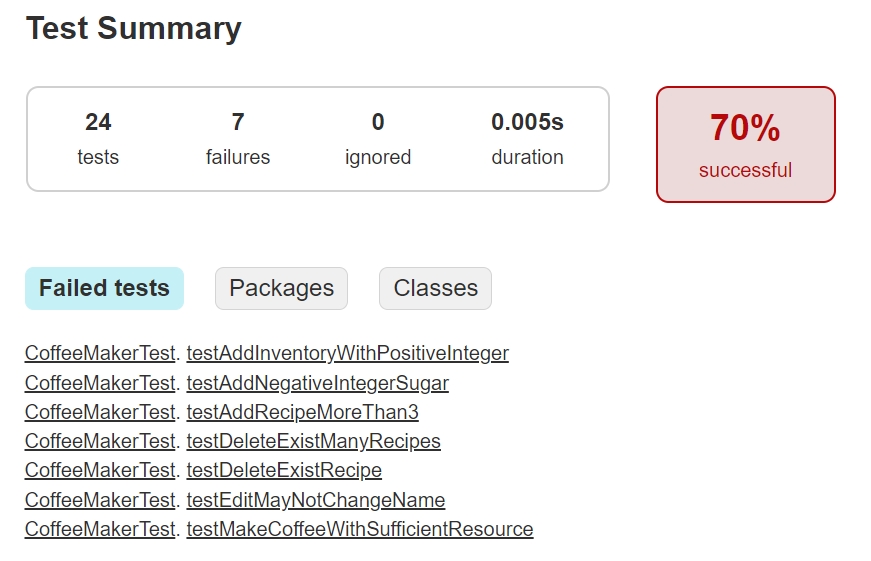 Test Summary
24 7 0 0.005s
tests failures ignored duration
70%
successful
Failed tests Packages Classes
CoffeeMakerTest. testAddInventoryWithPositiveInteger
CoffeeMakerTest. testAddNegativeIntegerSugar
CoffeeMakerTest. testAddRecipeMoreThan3
CoffeeMakerTest. testDeleteExistManyRecipes
CoffeeMakerTest. testDeleteExistRecipe
CoffeeMakerTest. testEditMayNotChangeName
CoffeeMakerTest. testMakeCoffeeWithSufficientResource